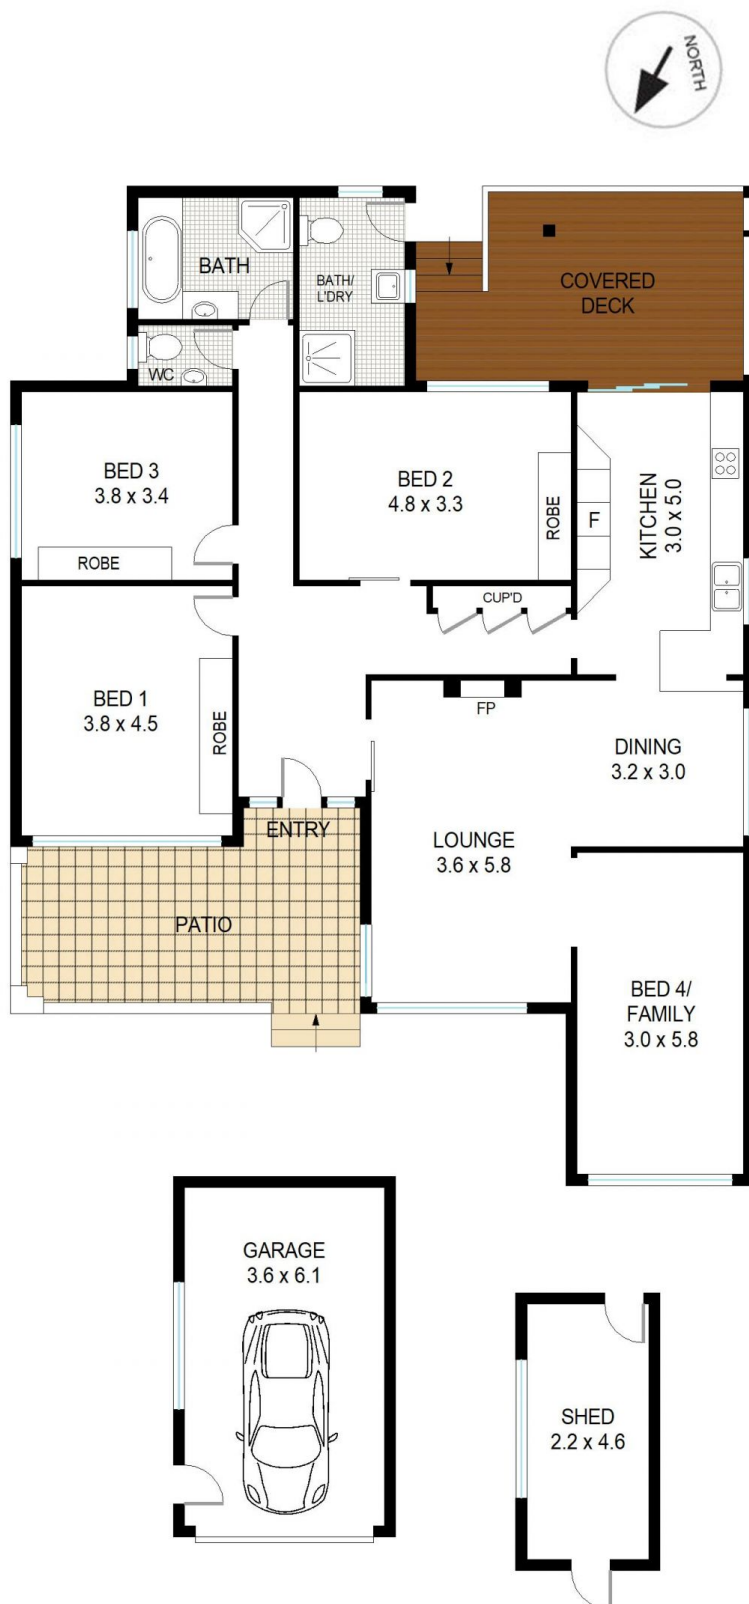 NORTH
BATH
BATH/
L'DRY
COVERED
DECK
WC
BED 3
3.8 x 3.4
ROBE
BED 2
4.8 x 3.3
ROBE
F
KITCHEN
3.0 x 5.0
CUP'D
BED 1
3.8 x 4.5
ROBE
FP
DINING
3.2 x 3.0
ENTRY
LOUNGE
3.6 x 5.8
PATIO
BED 4/
FAMILY
3.0 x 5.8
GARAGE
3.6 x 6.1
SHED
2.2 x 4.6